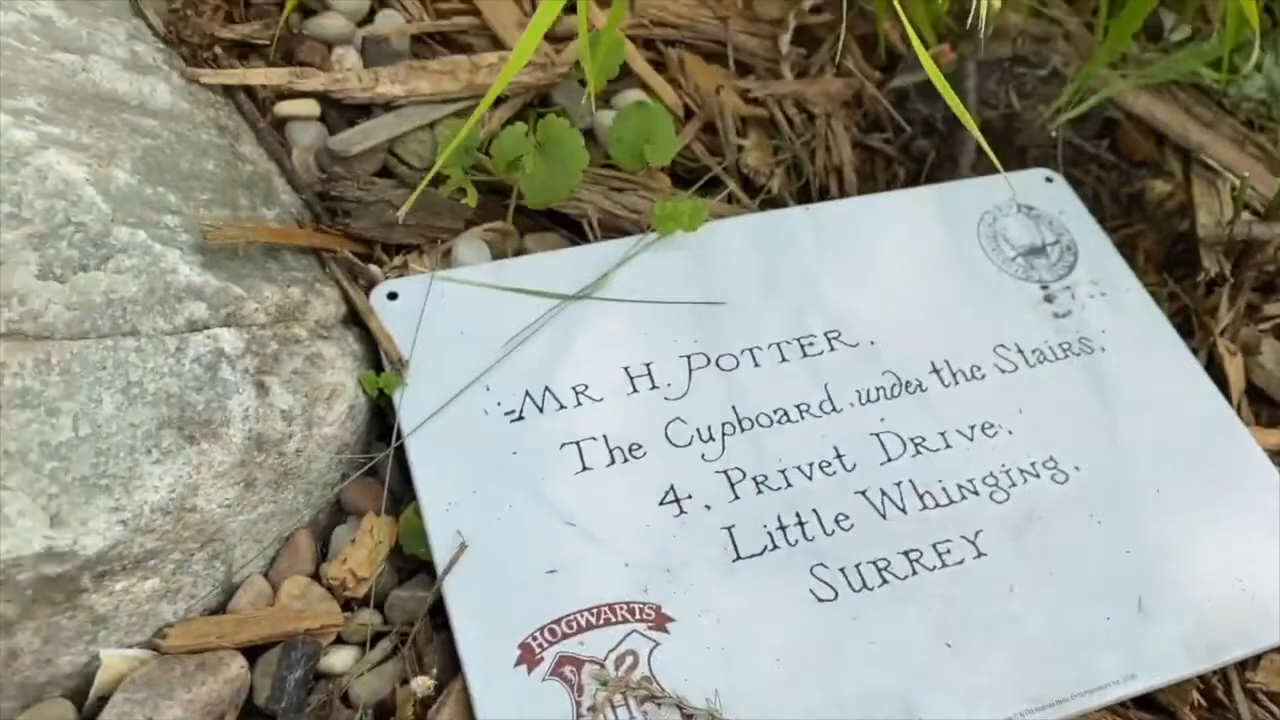 MR H. POTTER.
The Cupboard under the Stairs,
4, PRIVET DRIVE,
Little Whinging,
SURREY
HOGWARTS
H